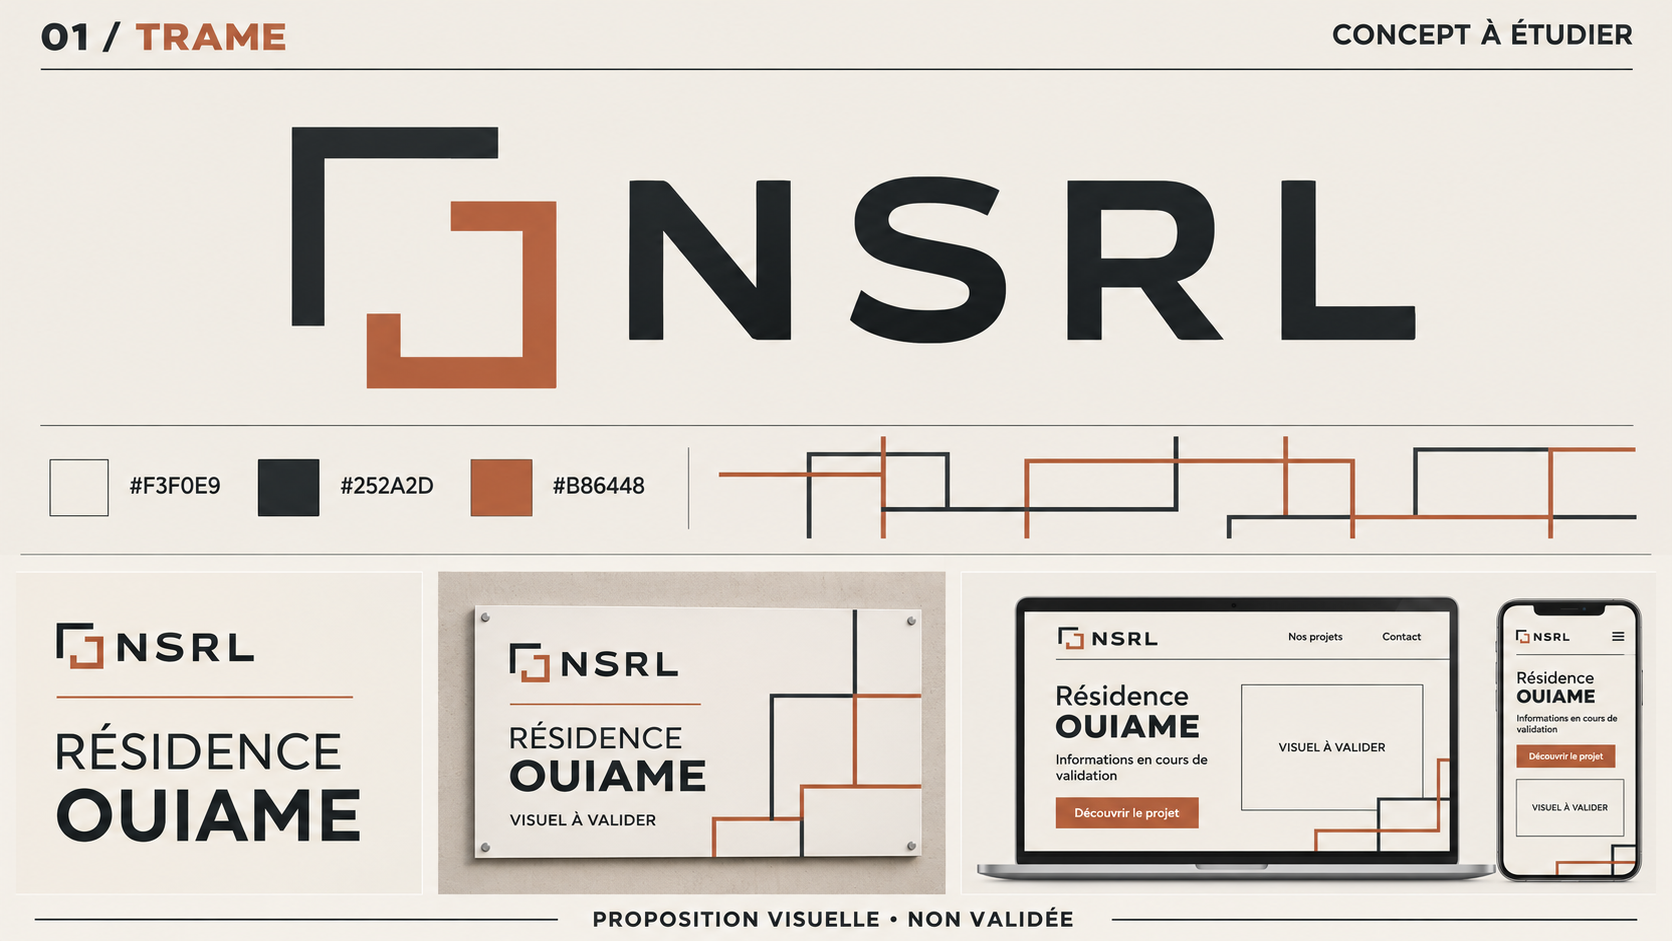 01 / TRAME
CONCEPT À ÉTUDIER
NSRL
#F3F0E9
#252A2D
#B86448
NSRL
RÉSIDENCE
OUIAME
NSRL
RÉSIDENCE
OUIAME
VISUEL À VALIDER
NSRL
Nos projets
Contact
Résidence
OUIAME
Informations en cours de
validation
Découvrir le projet
VISUEL À VALIDER
NSRL
Résidence
OUIAME
Informations en cours de
validation
Découvrir le projet
VISUEL À VALIDER
PROPOSITION VISUELLE • NON VALIDÉE